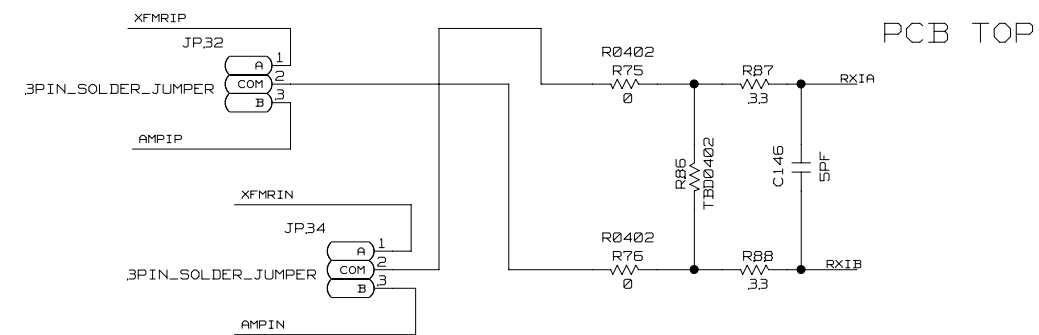 XFMRIP
PCB TOP
JP32
1
A
2
COM
3PIN_SOLDER_JUMPER
3
B
AMPIP
R0402
R75
0
R87
33
RXIA
R86
TBD0402
C146
5PF
XFMRIN
JP34
1
A
2
COM
3PIN_SOLDER_JUMPER
3
B
AMPIN
R0402
R76
0
R88
33
RXIB